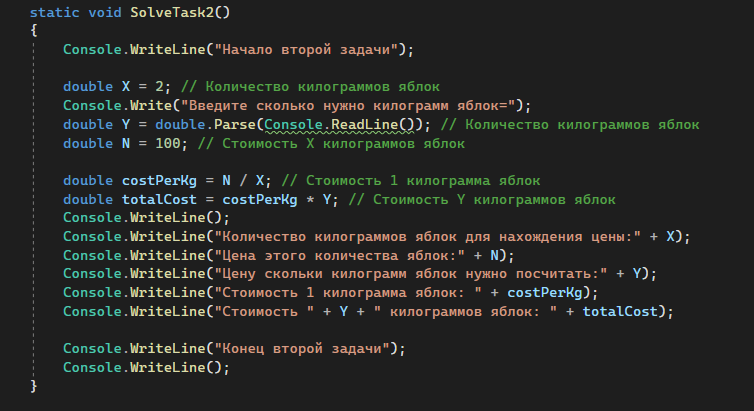 static void SolveTask2()
{
Console.WriteLine("Начало второй задачи");
double X = 2; // Количество килограммов яблок
Console.Write("Введите сколько нужно килограмм яблок=");
double Y = double.Parse(Console.ReadLine()); // Количество килограммов яблок
double N = 100; // Стоимость X килограммов яблок
double costPerKg = N / X; // Стоимость 1 килограмма яблок
double totalCost = costPerKg * Y; // Стоимость Y килограммов яблок
Console.WriteLine();
Console.WriteLine("Количество килограммов яблок для нахождения цены:" + X);
Console.WriteLine("Цена этого количества яблок:" + N);
Console.WriteLine("Цену скольки килограмм яблок нужно посчитать:" + Y);
Console.WriteLine("Стоимость 1 килограмма яблок: " + costPerKg);
Console.WriteLine("Стоимость " + Y + " килограммов яблок: " + totalCost);
Console.WriteLine("Конец второй задачи");
Console.WriteLine();
}